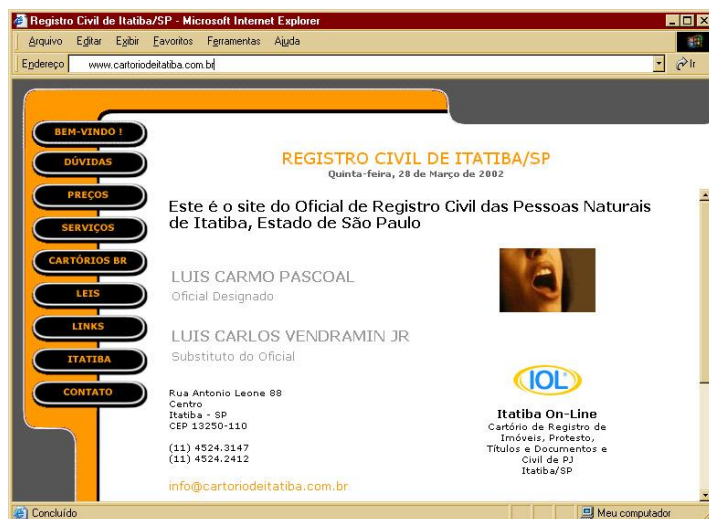 Registro Civil de Itatiba/SP - Microsoft Internet Explorer
Arquivo Editar Exibir Favoritos Ferramentas Ajuda
Endereço www.cartoriodeitatiba.com.br Ir
BEM-VINDO !
DÚVIDAS
PREÇOS
SERVIÇOS
CARTÓRIOS BR
LEIS
LINKS
ITATIBA
CONTATO
REGISTRO CIVIL DE ITATIBA/SP
Quinta-feira, 28 de Março de 2002
Este é o site do Oficial de Registro Civil das Pessoas Naturais
de Itatiba, Estado de São Paulo
LUIS CARMO PASCOAL
Oficial Designado
LUIS CARLOS VENDRAMIN JR
Substituto do Oficial
Rua Antonio Leone 88
Centro
Itatiba - SP
CEP 13250-110
(11) 4524.3147
(11) 4524.2412
info@cartoriodeitatiba.com.br
IOL
Itatiba On-Line
Cartório de Registro de
Imóveis, Protesto,
Títulos e Documentos e
Civil de PJ
Itatiba/SP
Concluído
Meu computador